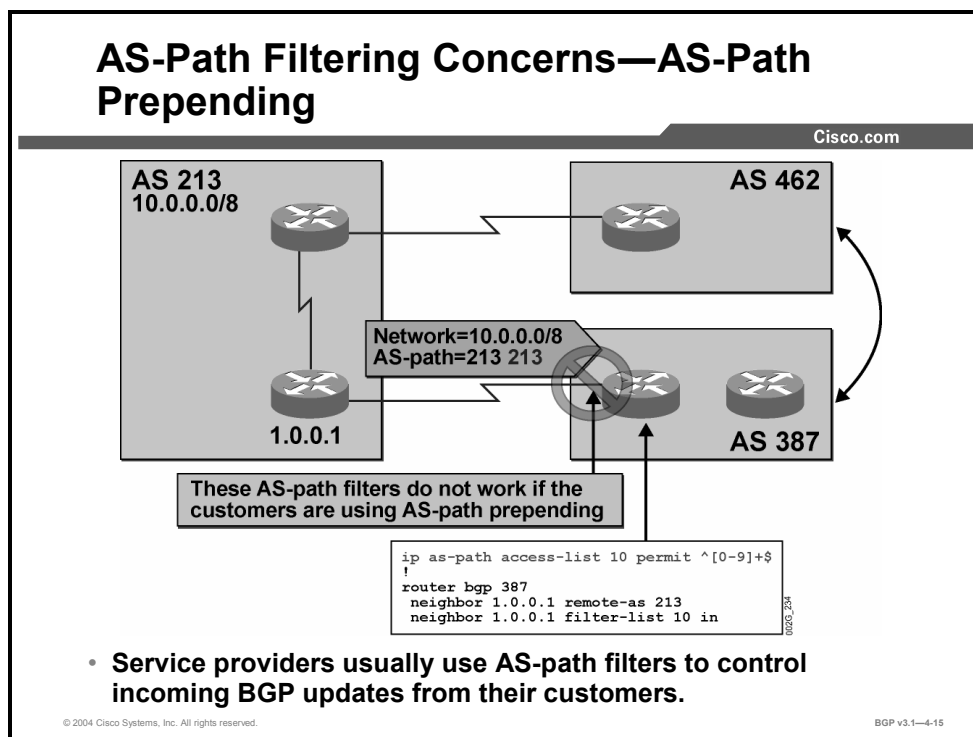 AS-Path Filtering Concerns—AS-Path
Prepending
Cisco.com
AS 213
10.0.0.0/8
AS 462
Network=10.0.0.0/8
AS-path=213 213
1.0.0.1
AS 387
These AS-path filters do not work if the
customers are using AS-path prepending
ip as-path access-list 10 permit ^[0-9]+$
!
router bgp 387
neighbor 1.0.0.1 remote-as 213
neighbor 1.0.0.1 filter-list 10 in
002G_234
• Service providers usually use AS-path filters to control
incoming BGP updates from their customers.
© 2004 Cisco Systems, Inc. All rights reserved.
BGP v3.1—4-15